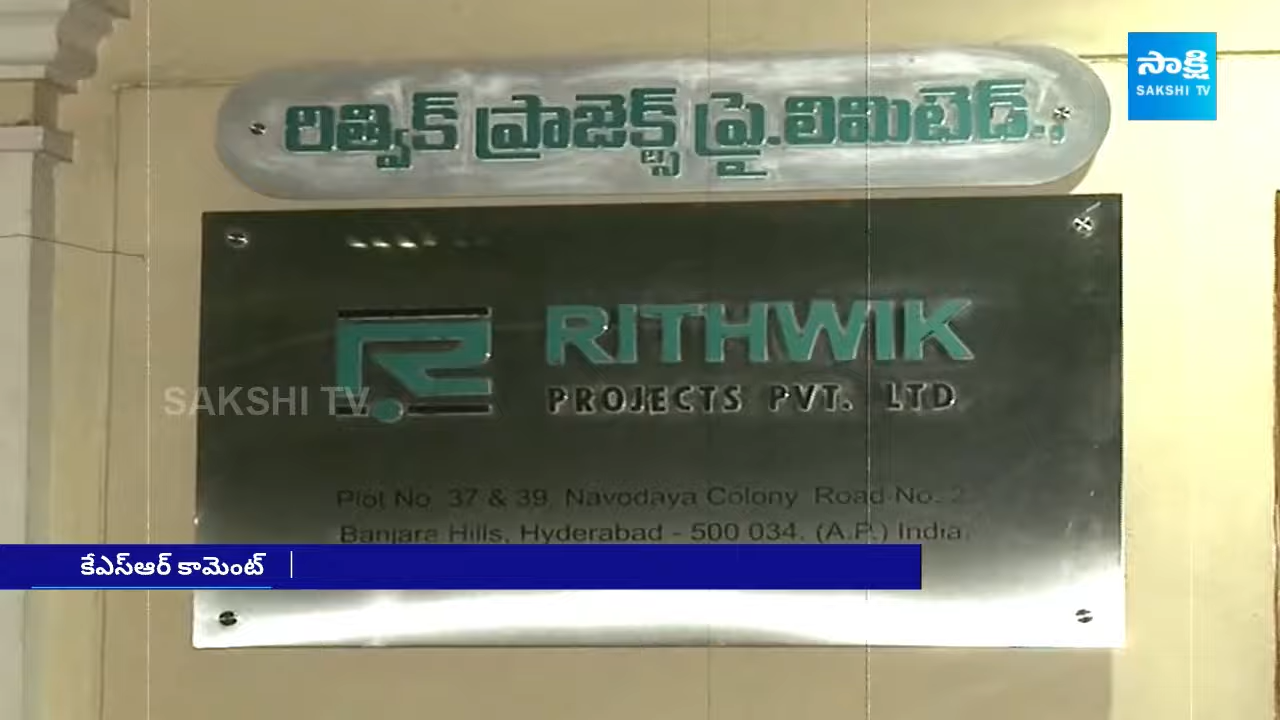 రిత్విక్ ప్రాజెక్ట్స్ ప్రై.లిమిటెడ్.,
సాక్షి
SAKSHI TV
RITHWIK
PROJECTS PVT. LTD
SAKSHI TV
Plot No. 37 & 39, Navodaya Colony Road No. 2
Banjara Hills, Hyderabad - 500 034. (A.P.) India.
కేఎస్ఆర్ కామెంట్